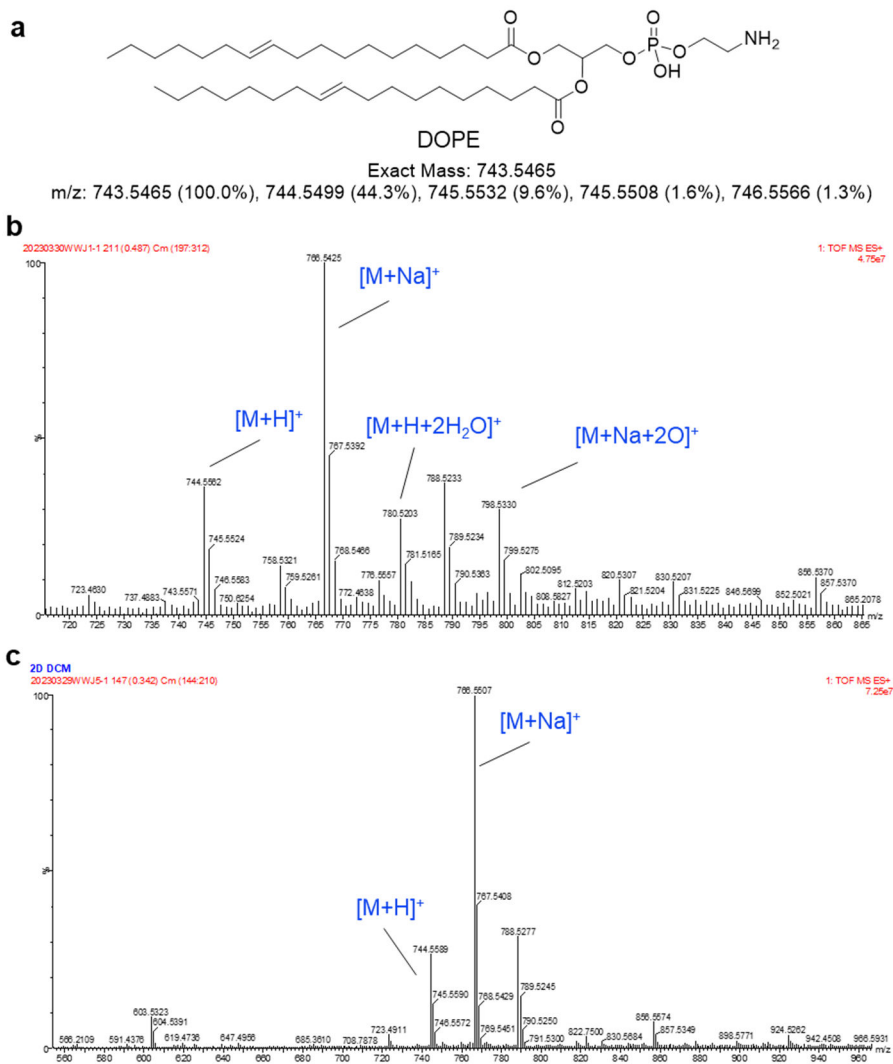 a
O
O
O
P
O
NH₂
O
O
OH
O
O
DOPE
Exact Mass: 743.5465
m/z: 743.5465 (100.0%), 744.5499 (44.3%), 745.5532 (9.6%), 745.5508 (1.6%), 746.5566 (1.3%)
b
20230330WWJ1-1 211 (0.487) Cm (197:312)
1: TOF MS ES+
4.75e7
100
766.5425
[M+Na]⁺
[M+H]⁺
[M+H+2H₂O]⁺
[M+Na+2O]⁺
%
767.5392
744.5562
788.5233
798.5330
780.5203
745.5524
789.5234
768.5466
781.5165
799.5275
758.5321
802.5095
856.5370
776.5557
790.5363
812.5203
820.5307
830.5207
746.5583
759.5261
857.5370
723.4630
737.4883
743.5571
750.6254
772.4638
808.5827
821.5204
831.5225
846.5699
852.5021
865.2078
0
m/z
720 725 730 735 740 745 750 755 760 765 770 775 780 785 790 795 800 805 810 815 820 825 830 835 840 845 850 855 860 865
c
2D DCM
20230329WWJ5-1 147 (0.342) Cm (144:210)
1: TOF MS ES+
7.25e7
100
766.5507
[M+Na]⁺
%
767.5408
[M+H]⁺
744.5589
788.5277
745.5590
768.5429
789.5245
603.5323
604.5391
723.4911
746.5572
769.5451
790.5250
856.5574
566.2109
591.4376
619.4736
647.4966
685.3610
708.7878
791.5300
822.7500
830.5684
857.5349
898.5771
924.5262
942.4508
0
m/z
560 580 600 620 640 660 680 700 720 740 760 780 800 820 840 860 880 900 920 940 960